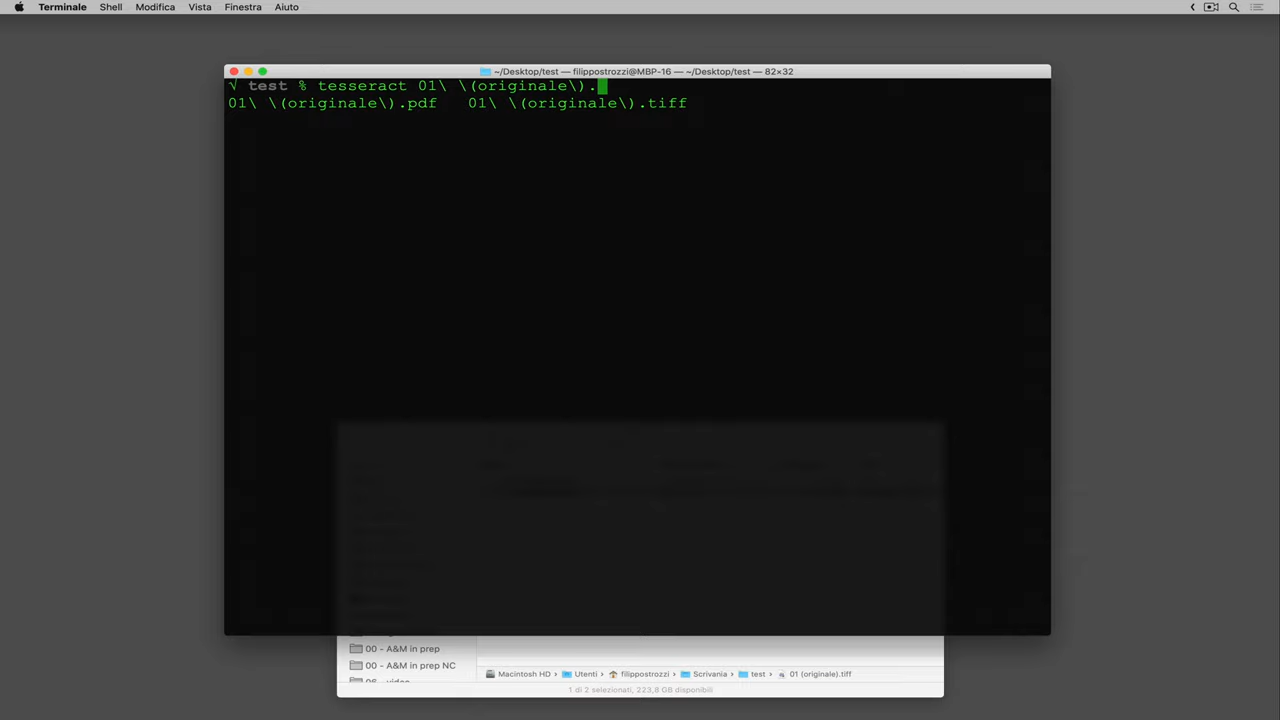 Terminale Shell Modifica Vista Finestra Aiuto
~/Desktop/test — filippostrozzi@MBP-16 — ~/Desktop/test — 82×32
√ test % tesseract 01\ \(originale\).
01\ \(originale\).pdf 01\ \(originale\).tiff
00 - A&M in prep
00 - A&M in prep NC
06 - video
Macintosh HD › Utenti › filippostrozzi › Scrivania › test › 01 (originale).tiff
1 di 2 selezionati, 223,8 GB disponibili